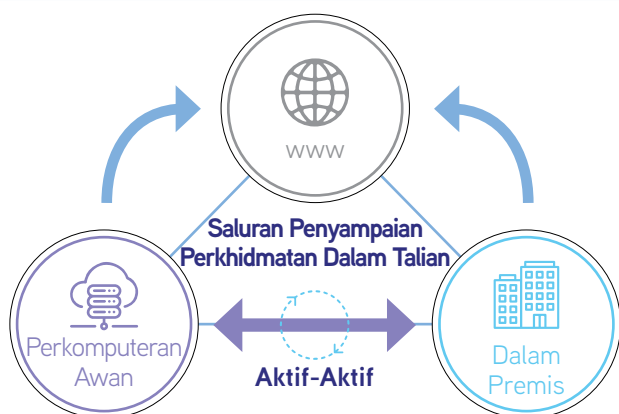 www
Saluran Penyampaian
Perkhidmatan Dalam Talian
Perkomputeran
Awan
Aktif-Aktif
Dalam
Premis